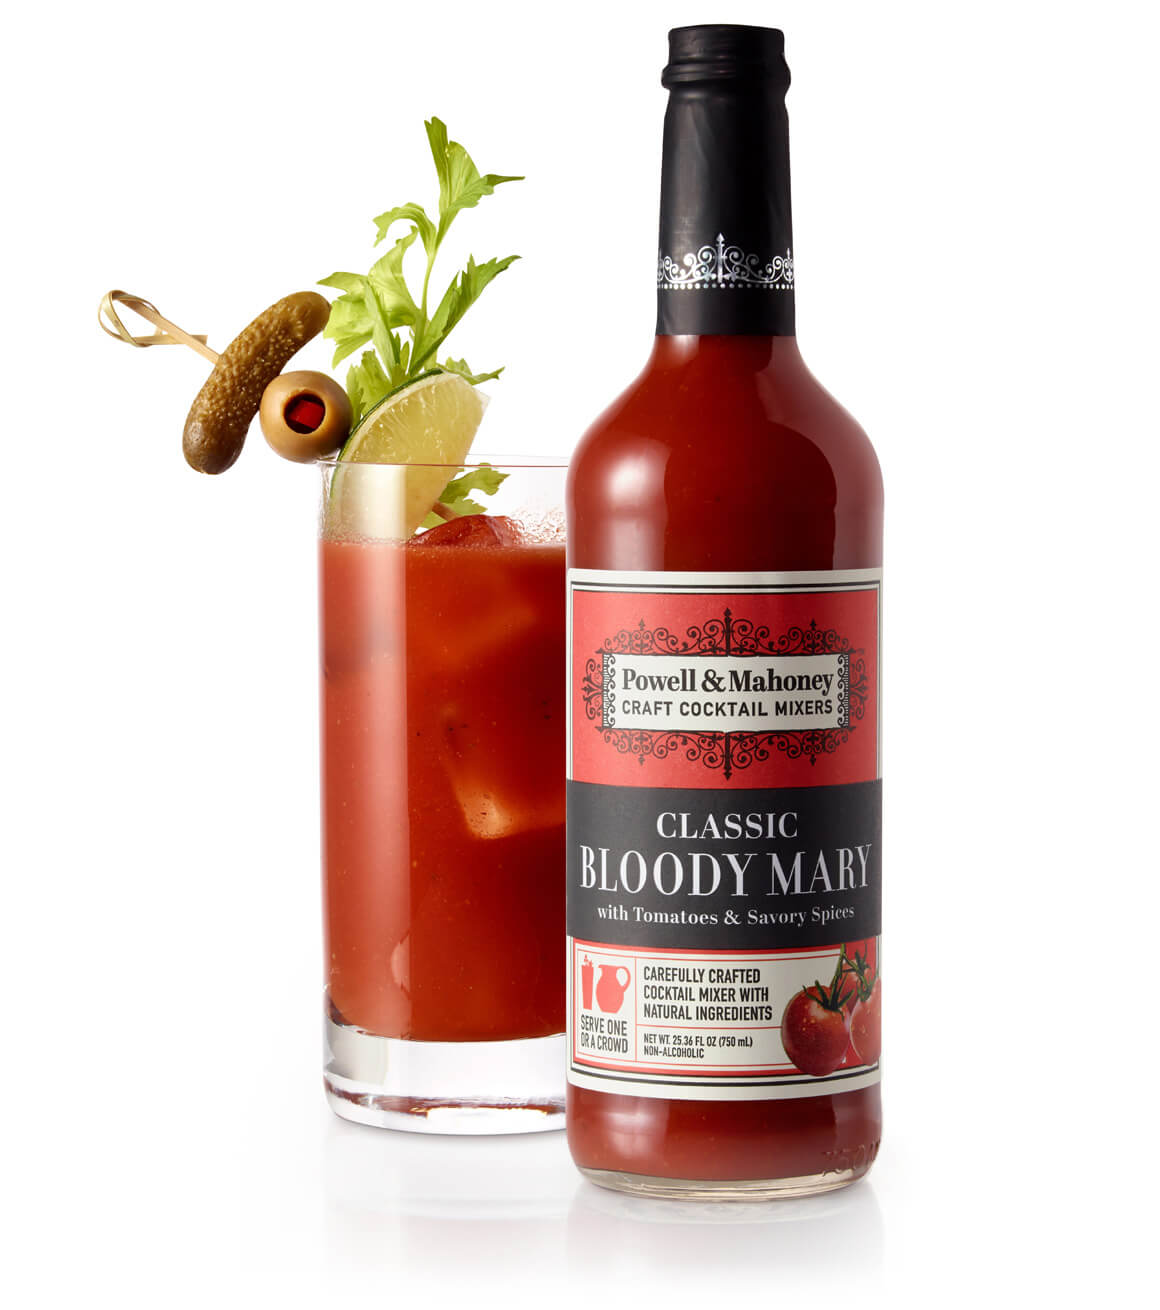 Powell & Mahoney
CRAFT COCKTAIL MIXERS
CLASSIC
BLOODY MARY
with Tomatoes & Savory Spices
SERVE ONE
OR A CROWD
CAREFULLY CRAFTED
COCKTAIL MIXER WITH
NATURAL INGREDIENTS
NET WT. 25.36 FL OZ (750 mL)
NON-ALCOHOLIC